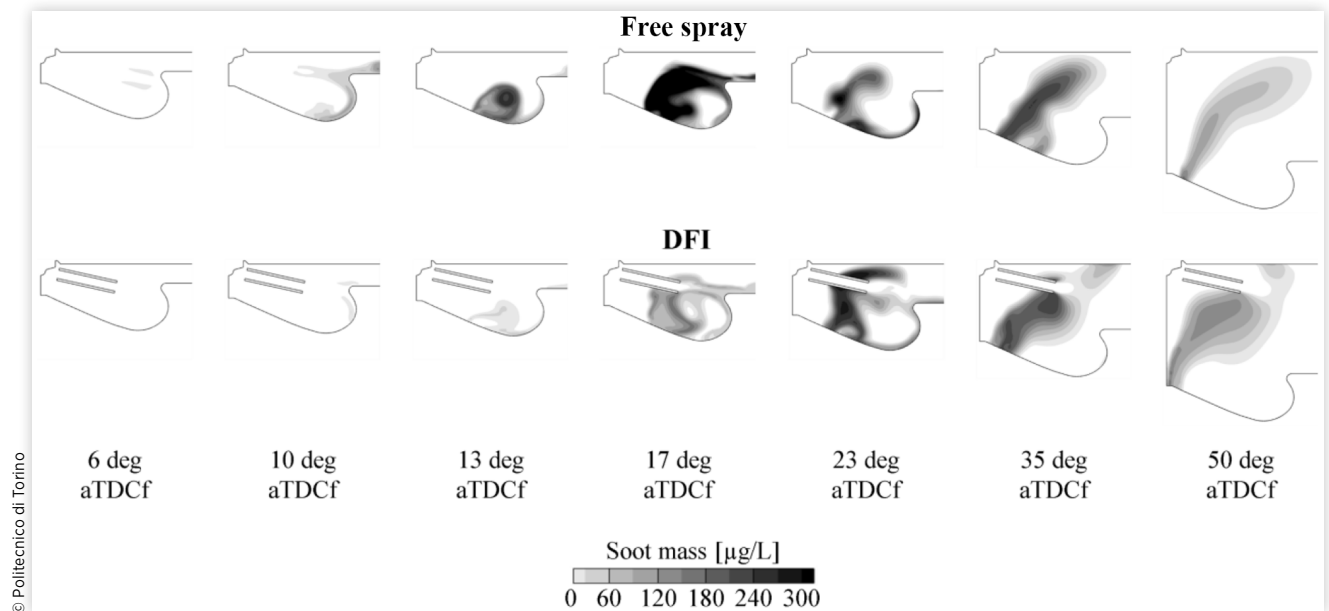 Free spray
DFI
6 deg
aTDCf
10 deg
aTDCf
13 deg
aTDCf
17 deg
aTDCf
23 deg
aTDCf
35 deg
aTDCf
50 deg
aTDCf
Soot mass [µg/L]
0 60 120 180 240 300
© Politecnico di Torino